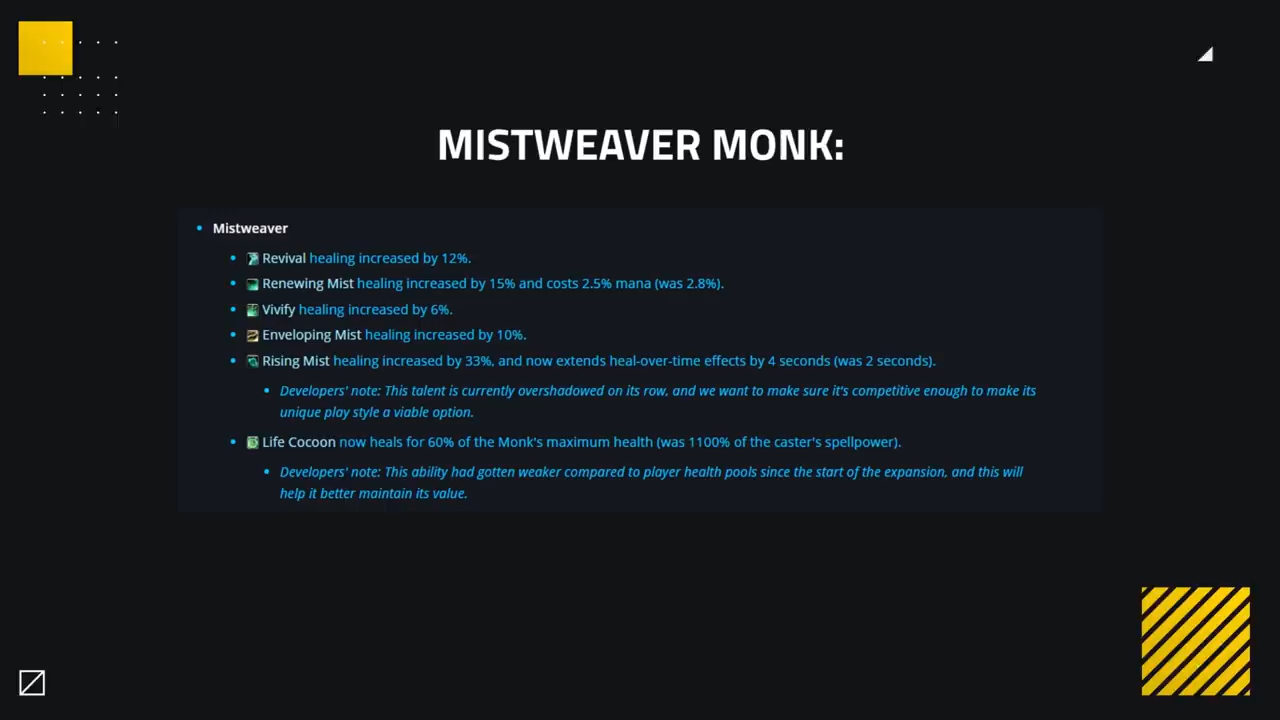 MISTWEAVER MONK:
Mistweaver
Revival healing increased by 12%.
Renewing Mist healing increased by 15% and costs 2.5% mana (was 2.8%).
Vivify healing increased by 6%.
Enveloping Mist healing increased by 10%.
Rising Mist healing increased by 33%, and now extends heal-over-time effects by 4 seconds (was 2 seconds).
Developers' note: This talent is currently overshadowed on its row, and we want to make sure it's competitive enough to make its
unique play style a viable option.
Life Cocoon now heals for 60% of the Monk's maximum health (was 1100% of the caster's spellpower).
Developers' note: This ability had gotten weaker compared to player health pools since the start of the expansion, and this will
help it better maintain its value.